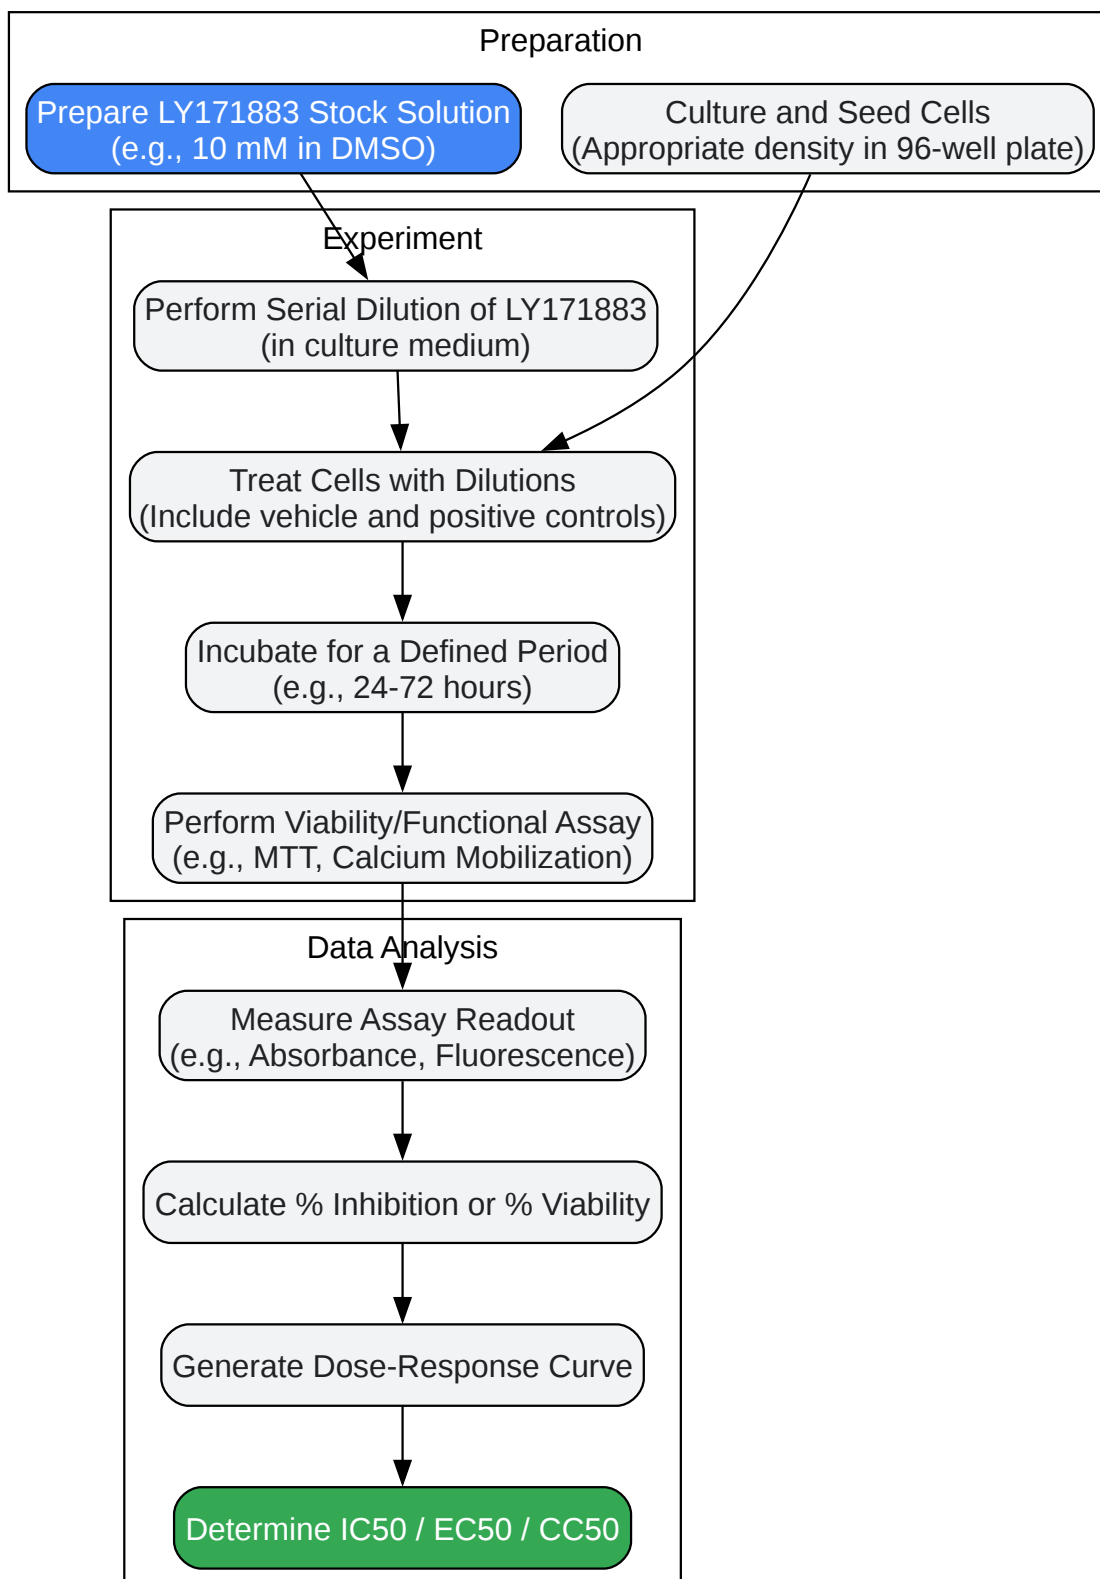 Preparation
Prepare LY171883 Stock Solution
(e.g., 10 mM in DMSO)
Culture and Seed Cells
(Appropriate density in 96-well plate)
Experiment
Perform Serial Dilution of LY171883
(in culture medium)
Treat Cells with Dilutions
(Include vehicle and positive controls)
Incubate for a Defined Period
(e.g., 24-72 hours)
Perform Viability/Functional Assay
(e.g., MTT, Calcium Mobilization)
Data Analysis
Measure Assay Readout
(e.g., Absorbance, Fluorescence)
Calculate % Inhibition or % Viability
Generate Dose-Response Curve
Determine IC50 / EC50 / CC50